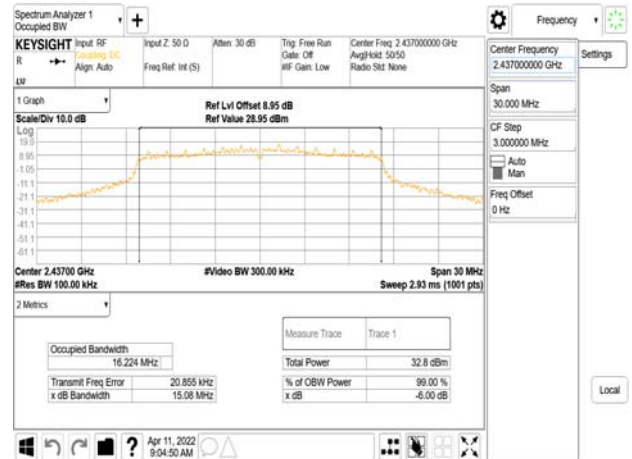 Spectrum Analyzer 1
Occupied BW
Frequency
KEYSIGHT
Input: RF
Coupling: DC
Align: Auto
Input Z: 50 Ω
Freq Ref: Int (S)
Atten: 30 dB
Trig: Free Run
Gate: Off
#IF Gain: Low
Center Freq: 2.437000000 GHz
Avg|Hold: 50/50
Radio Std: None
R
LW
Center Frequency
2.437000000 GHz
Settings
Span
30.000 MHz
CF Step
3.000000 MHz
Auto
Man
Freq Offset
0 Hz
Local
1 Graph
Scale/Div 10.0 dB
Ref Lvl Offset 8.95 dB
Ref Value 28.95 dBm
Log
19.0
8.95
-1.05
-11.1
-21.1
-31.1
-41.1
-51.1
-61.1
Center 2.43700 GHz
#Video BW 300.00 kHz
Span 30 MHz
#Res BW 100.00 kHz
Sweep 2.93 ms (1001 pts)
2 Metrics
Measure Trace
Trace 1
Occupied Bandwidth
16.224 MHz
Total Power
32.8 dBm
Transmit Freq Error
20.855 kHz
% of OBW Power
99.00 %
x dB Bandwidth
15.08 MHz
x dB
-6.00 dB
?
Apr 11, 2022
9:04:50 AM